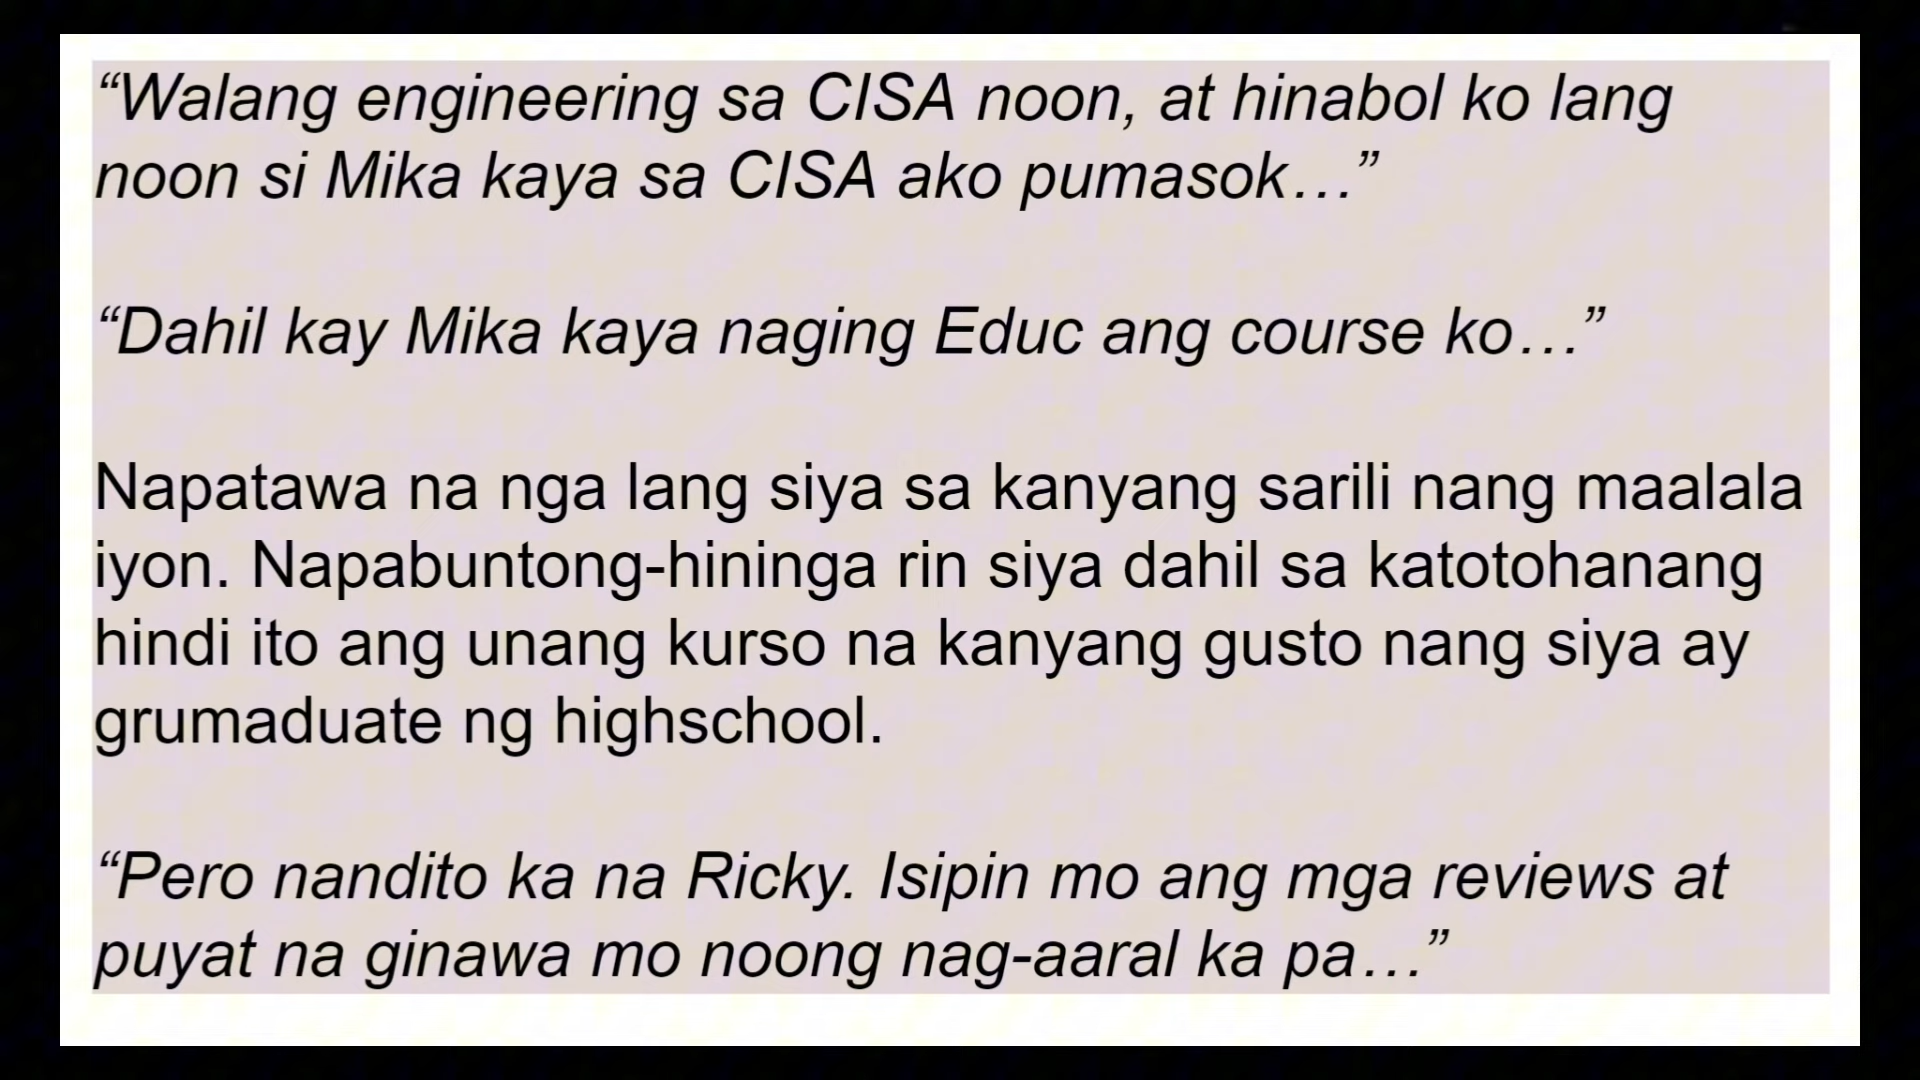 “Walang engineering sa CISA noon, at hinabol ko lang
noon si Mika kaya sa CISA ako pumasok…”
“Dahil kay Mika kaya naging Educ ang course ko…”
Napatawa na nga lang siya sa kanyang sarili nang maalala
iyon. Napabuntong-hininga rin siya dahil sa katotohanang
hindi ito ang unang kurso na kanyang gusto nang siya ay
grumaduate ng highschool.
“Pero nandito ka na Ricky. Isipin mo ang mga reviews at
puyat na ginawa mo noong nag-aaral ka pa…”